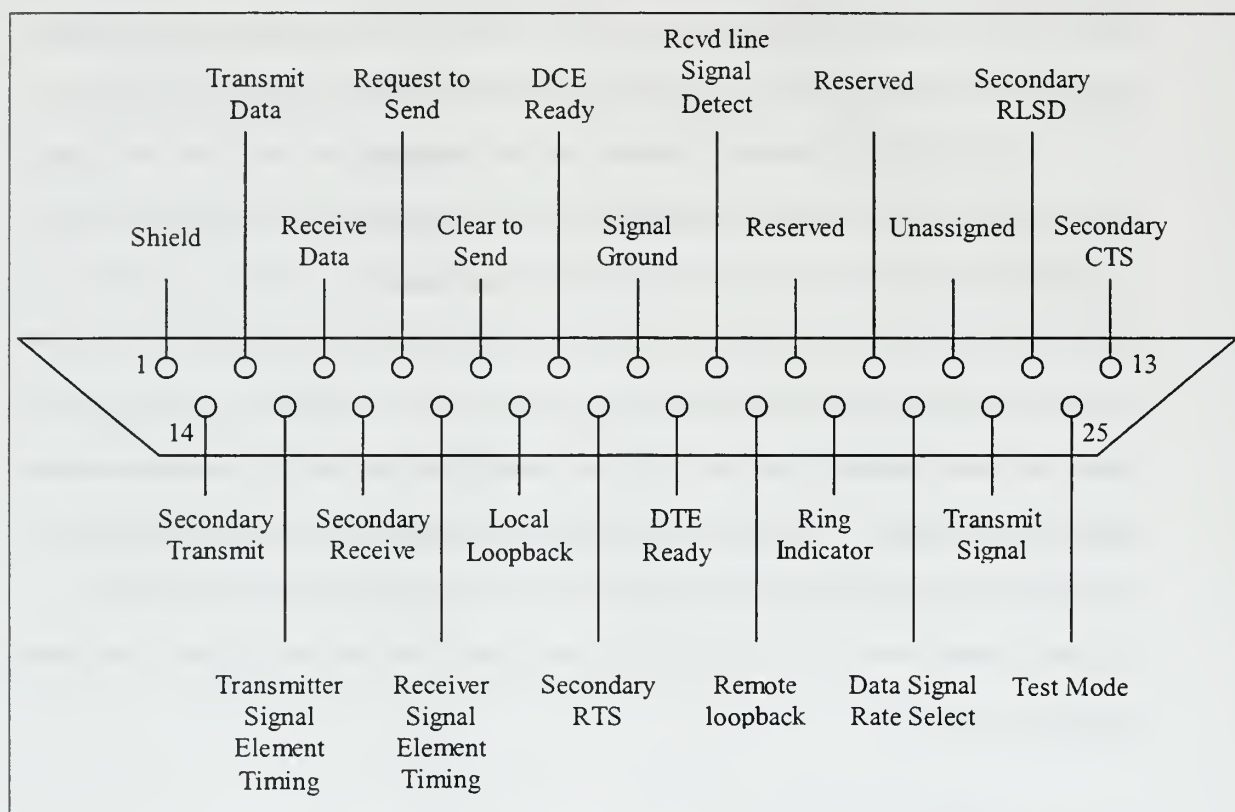 Rcvd line
Signal
Detect
Transmit
Data
Request to
Send
DCE
Ready
Reserved
Secondary
RLSD
Shield
Receive
Data
Clear to
Send
Signal
Ground
Reserved
Unassigned
Secondary
CTS
1
13
14
25
Secondary
Transmit
Secondary
Receive
Local
Loopback
DTE
Ready
Ring
Indicator
Transmit
Signal
Transmitter
Signal
Element
Timing
Receiver
Signal
Element
Timing
Secondary
RTS
Remote
loopback
Data Signal
Rate Select
Test Mode